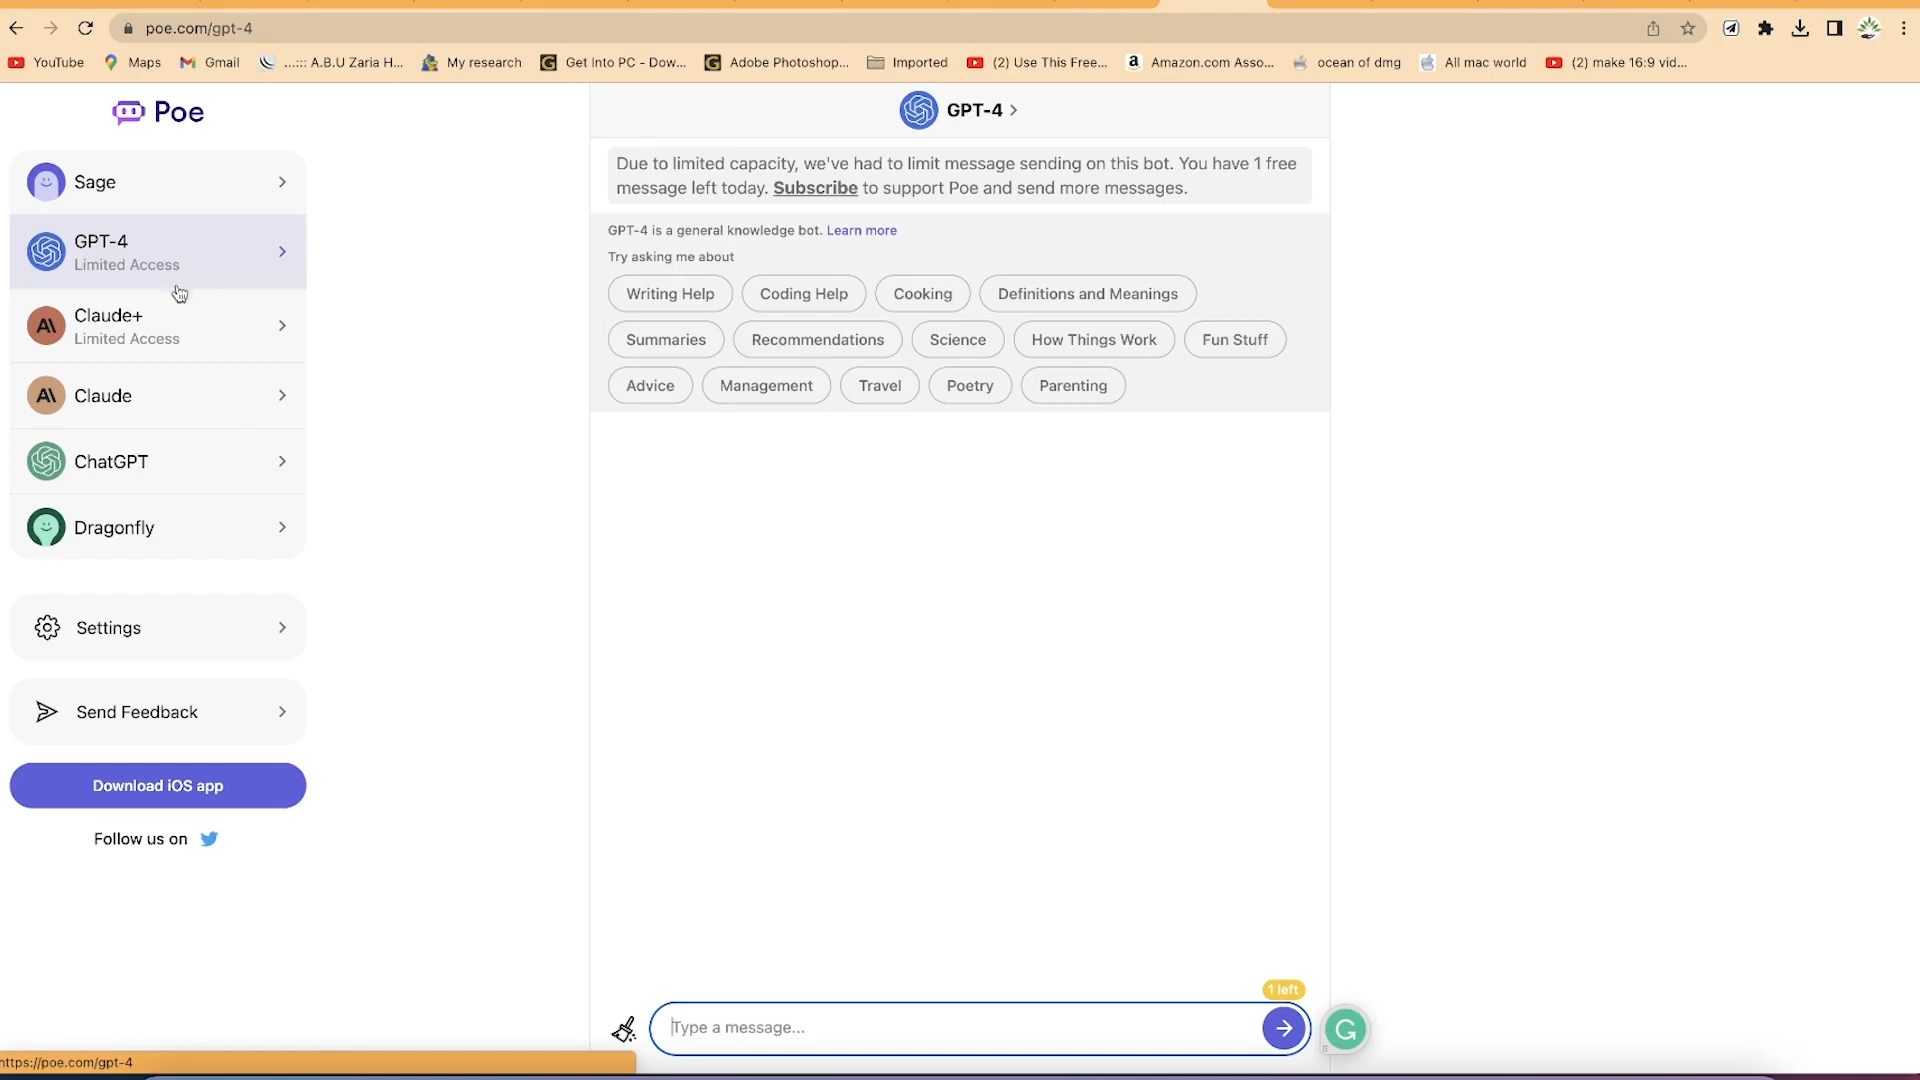 poe.com/gpt-4
YouTube Maps Gmail ...::: A.B.U Zaria H... My research Get Into PC - Dow... Adobe Photoshop... Imported (2) Use This Free... Amazon.com Asso... ocean of dmg All mac world (2) make 16:9 vid...
Poe
Sage
GPT-4
Limited Access
Claude+
Limited Access
Claude
ChatGPT
Dragonfly
Settings
Send Feedback
Download iOS app
Follow us on
GPT-4
Due to limited capacity, we've had to limit message sending on this bot. You have 1 free
message left today. Subscribe to support Poe and send more messages.
GPT-4 is a general knowledge bot. Learn more
Try asking me about
Writing Help Coding Help Cooking Definitions and Meanings
Summaries Recommendations Science How Things Work Fun Stuff
Advice Management Travel Poetry Parenting
1 left
Type a message...
https://poe.com/gpt-4